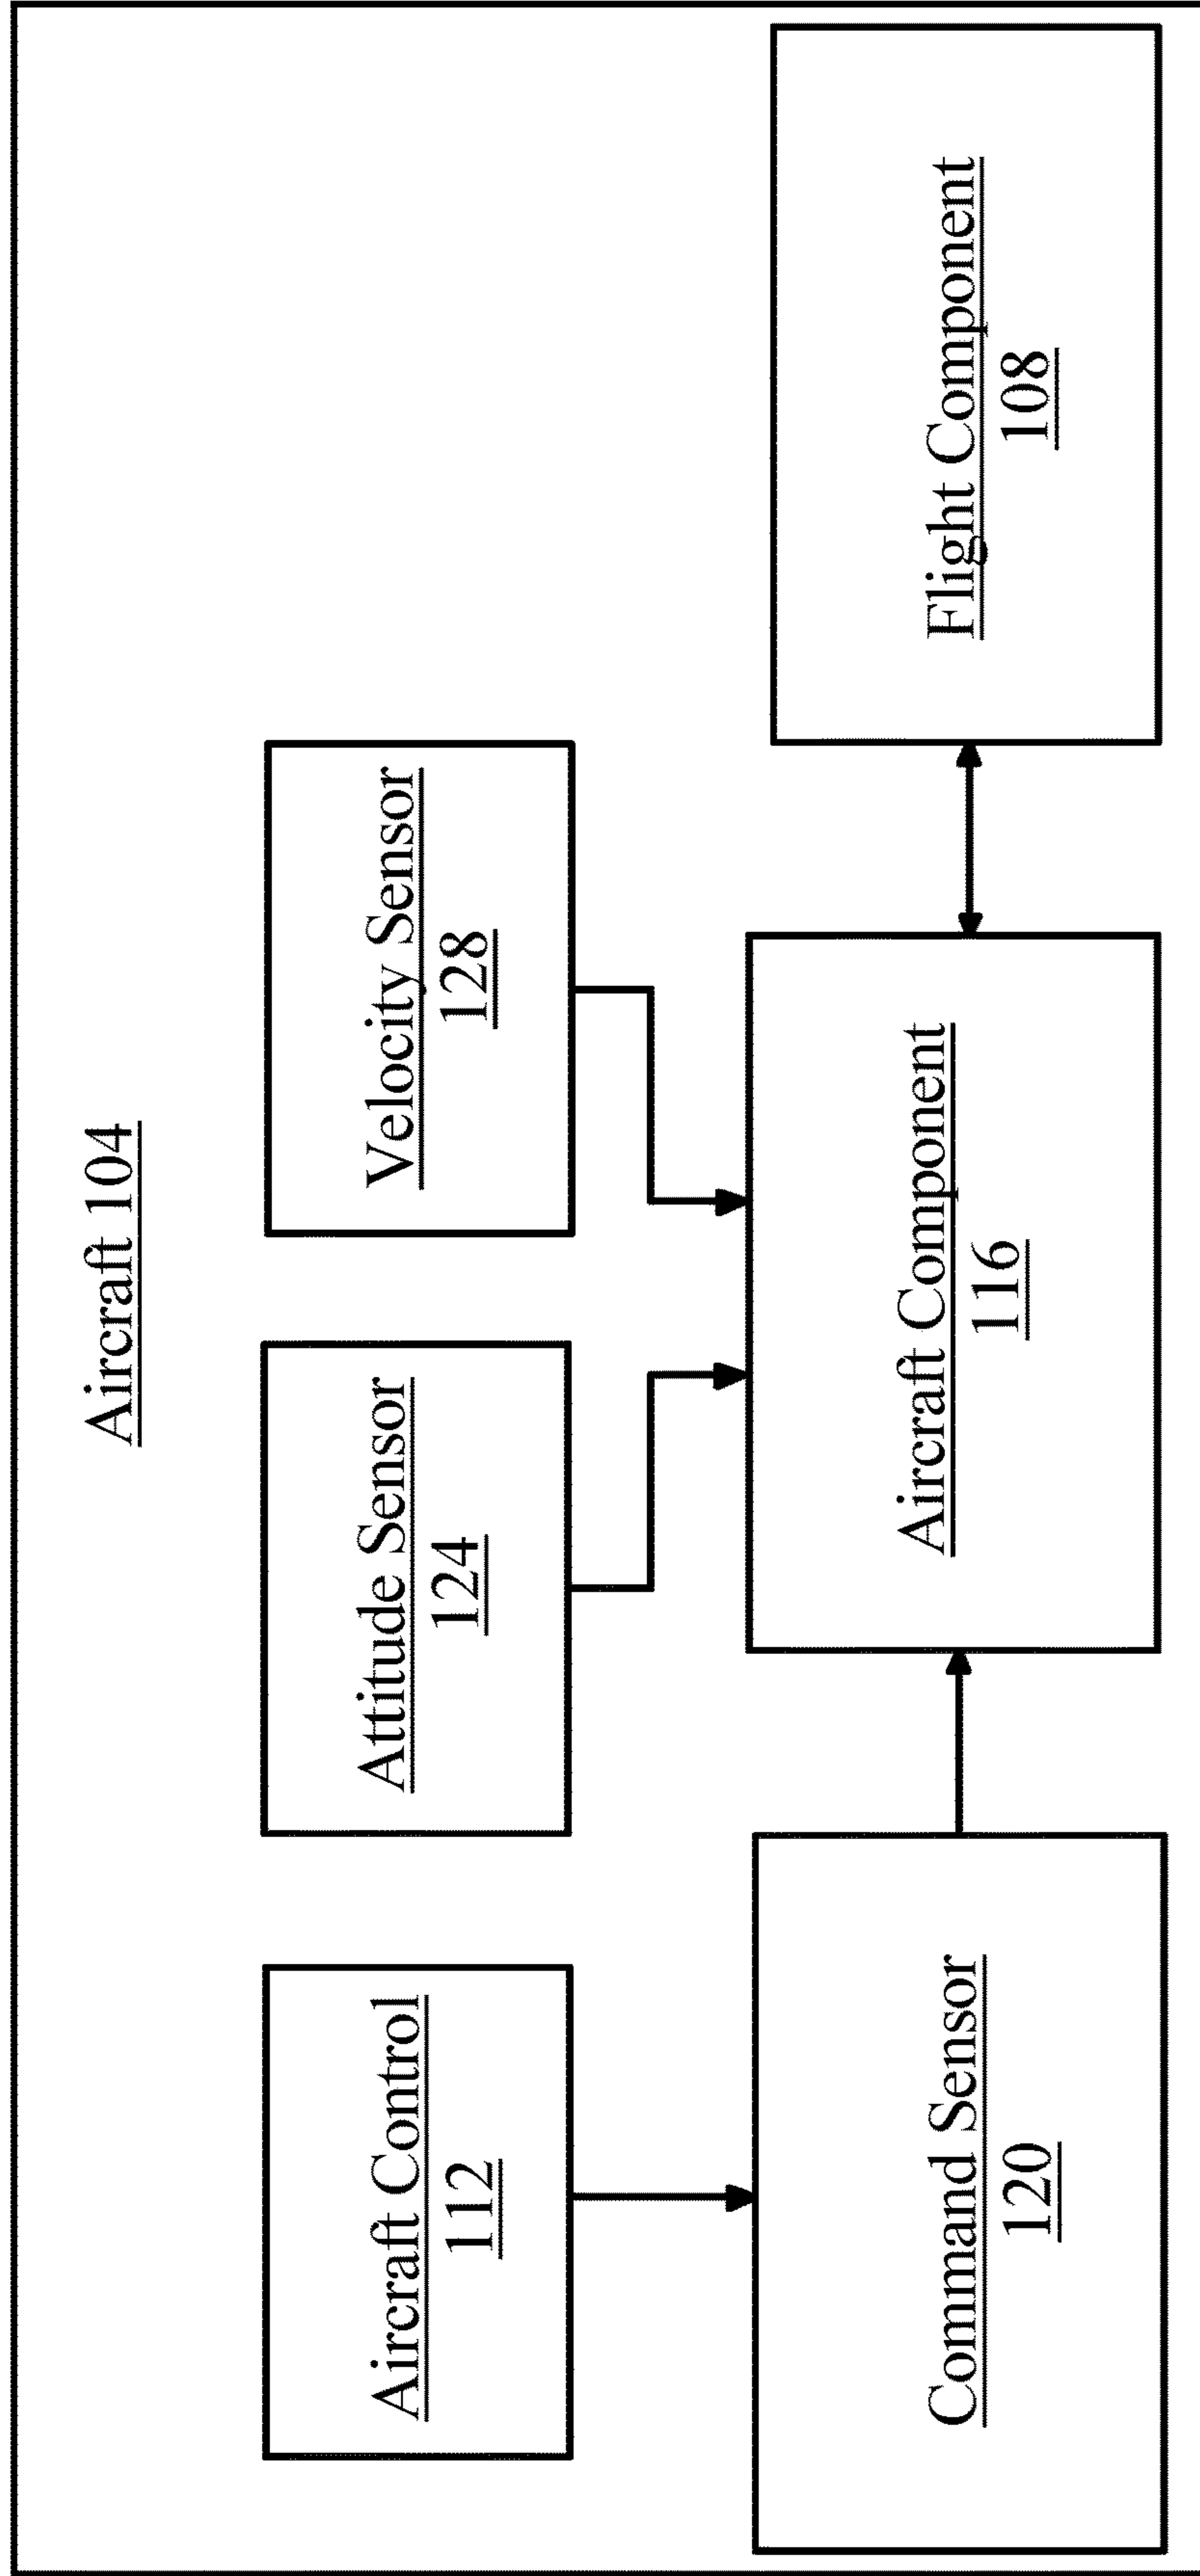 Aircraft 104
Aircraft Control
112
Attitude Sensor
124
Velocity Sensor
128
Command Sensor
120
Aircraft Component
116
Flight Component
108